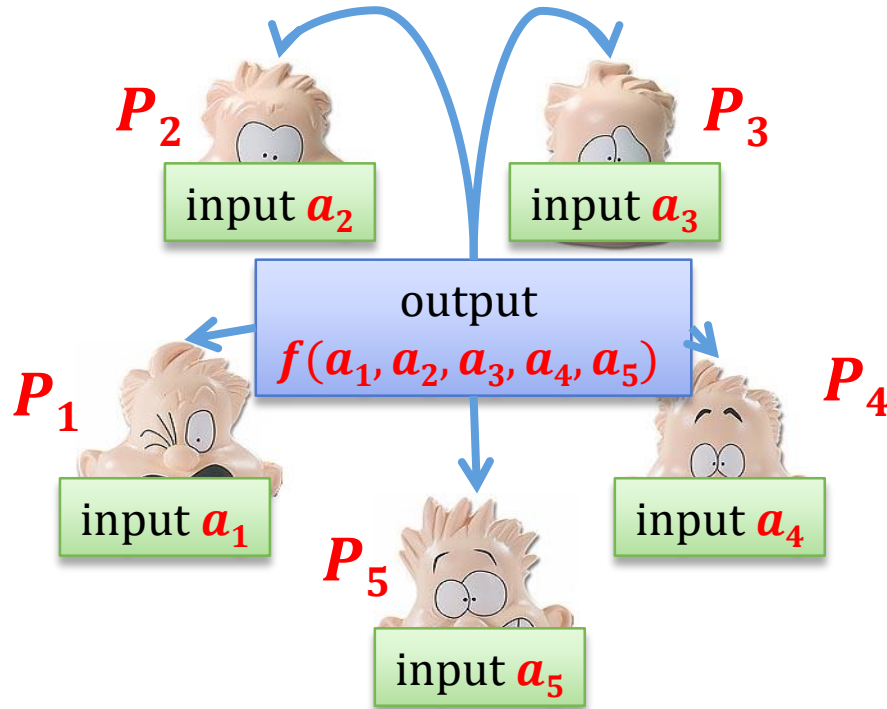 P₂
P₃
input a₂
input a₃
output
f(a₁, a₂, a₃, a₄, a₅)
P₁
P₄
input a₁
input a₄
P₅
input a₅